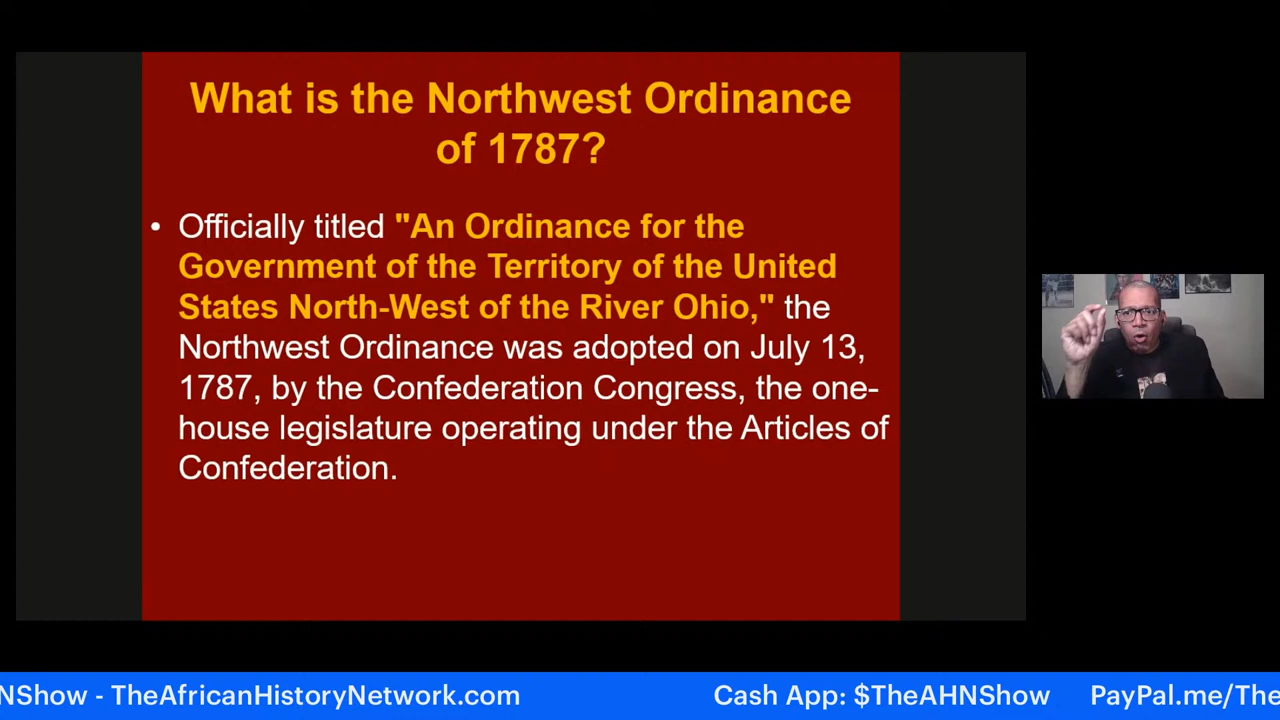 What is the Northwest Ordinance
of 1787?
• Officially titled "An Ordinance for the
Government of the Territory of the United
States North-West of the River Ohio," the
Northwest Ordinance was adopted on July 13,
1787, by the Confederation Congress, the one-
house legislature operating under the Articles of
Confederation.
NShow - TheAfricanHistoryNetwork.com Cash App: $TheAHNShow PayPal.me/The